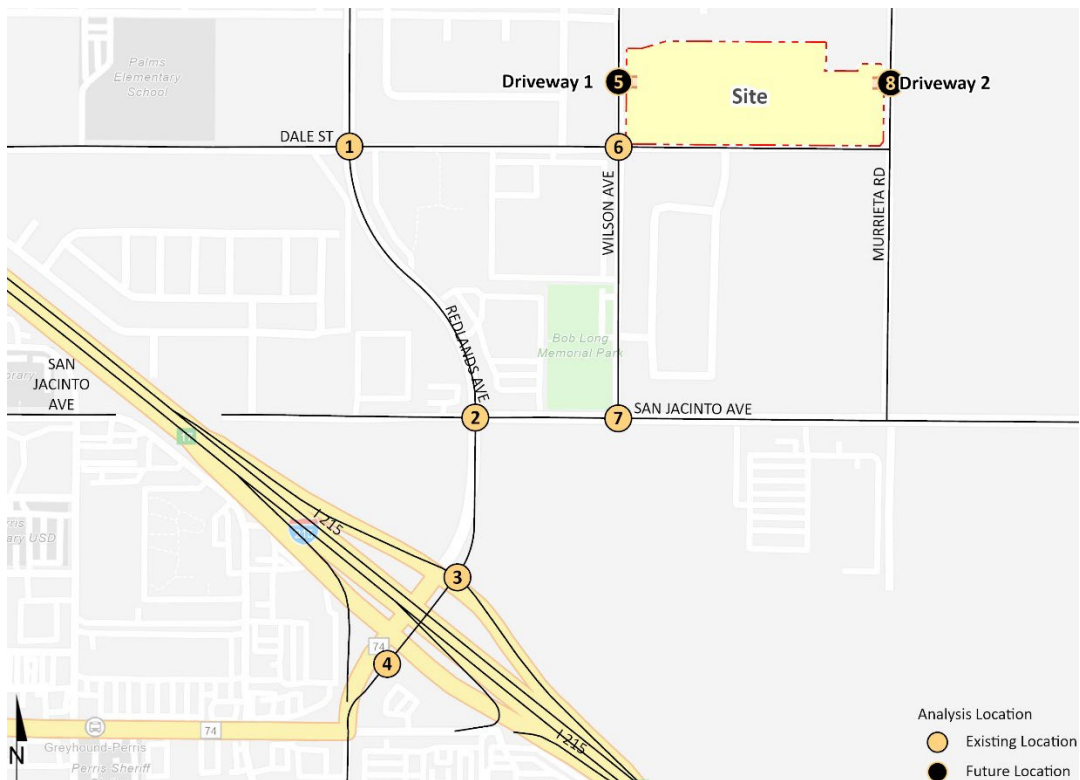 Palms
Elementary
School
Driveway 1
5
Site
8
Driveway 2
DALE ST
1
6
WILSON AVE
MURRIETA RD
REDLANDS AVE
Bob Long
Memorial Park
SAN
JACINTO
AVE
2
7
SAN JACINTO AVE
I 215
3
74
4
74
Greyhound-Perris
Perris Sheriff
I 215
N
Analysis Location
Existing Location
Future Location